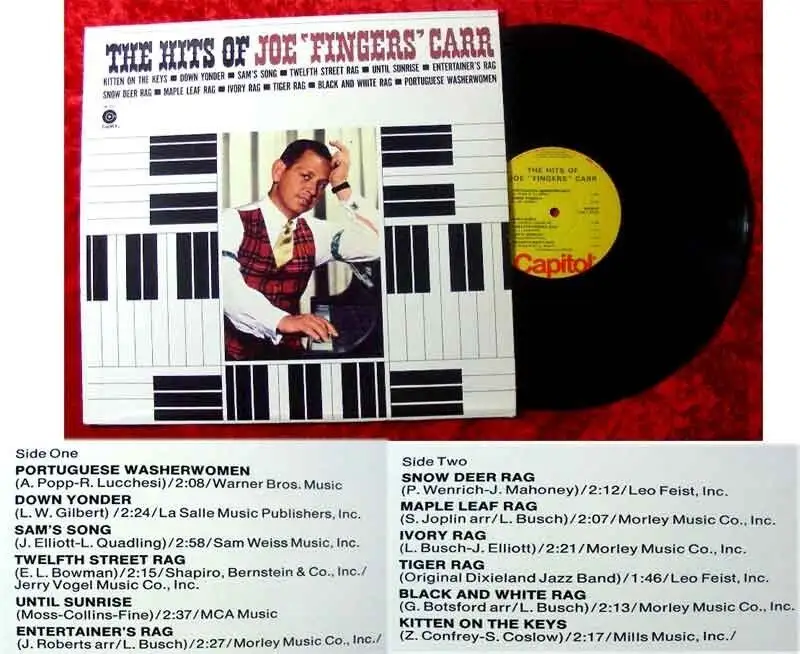 THE HITS OF JOE "FINGERS" CARR
KITTEN ON THE KEYS ■ DOWN YONDER ■ SAM'S SONG ■ TWELFTH STREET RAG ■ UNTIL SUNRISE ■ ENTERTAINER'S RAG
SNOW DEER RAG ■ MAPLE LEAF RAG ■ IVORY RAG ■ TIGER RAG ■ BLACK AND WHITE RAG ■ PORTUGUESE WASHERWOMEN
Capitol
THE HITS OF
JOE "FINGERS" CARR
Capitol
Side One
PORTUGUESE WASHERWOMEN
(A. Popp-R. Lucchesi)/2:08/Warner Bros. Music
DOWN YONDER
(L. W. Gilbert)/2:24/La Salle Music Publishers, Inc.
SAM'S SONG
(J. Elliott-L. Quadling)/2:58/Sam Weiss Music, Inc.
TWELFTH STREET RAG
(E. L. Bowman)/2:15/Shapiro, Bernstein & Co., Inc./
Jerry Vogel Music Co., Inc.
UNTIL SUNRISE
(Moss-Collins-Fine)/2:37/MCA Music
ENTERTAINER'S RAG
(J. Roberts arr/L. Busch)/2:27/Morley Music Co., Inc./
Side Two
SNOW DEER RAG
(P. Wenrich-J. Mahoney)/2:12/Leo Feist, Inc.
MAPLE LEAF RAG
(S. Joplin arr/L. Busch)/2:07/Morley Music Co., Inc.
IVORY RAG
(L. Busch-J. Elliott)/2:21/Morley Music Co., Inc.
TIGER RAG
(Original Dixieland Jazz Band)/1:46/Leo Feist, Inc.
BLACK AND WHITE RAG
(G. Botsford arr/L. Busch)/2:13/Morley Music Co., Inc.
KITTEN ON THE KEYS
(Z. Confrey-S. Coslow)/2:17/Mills Music, Inc./